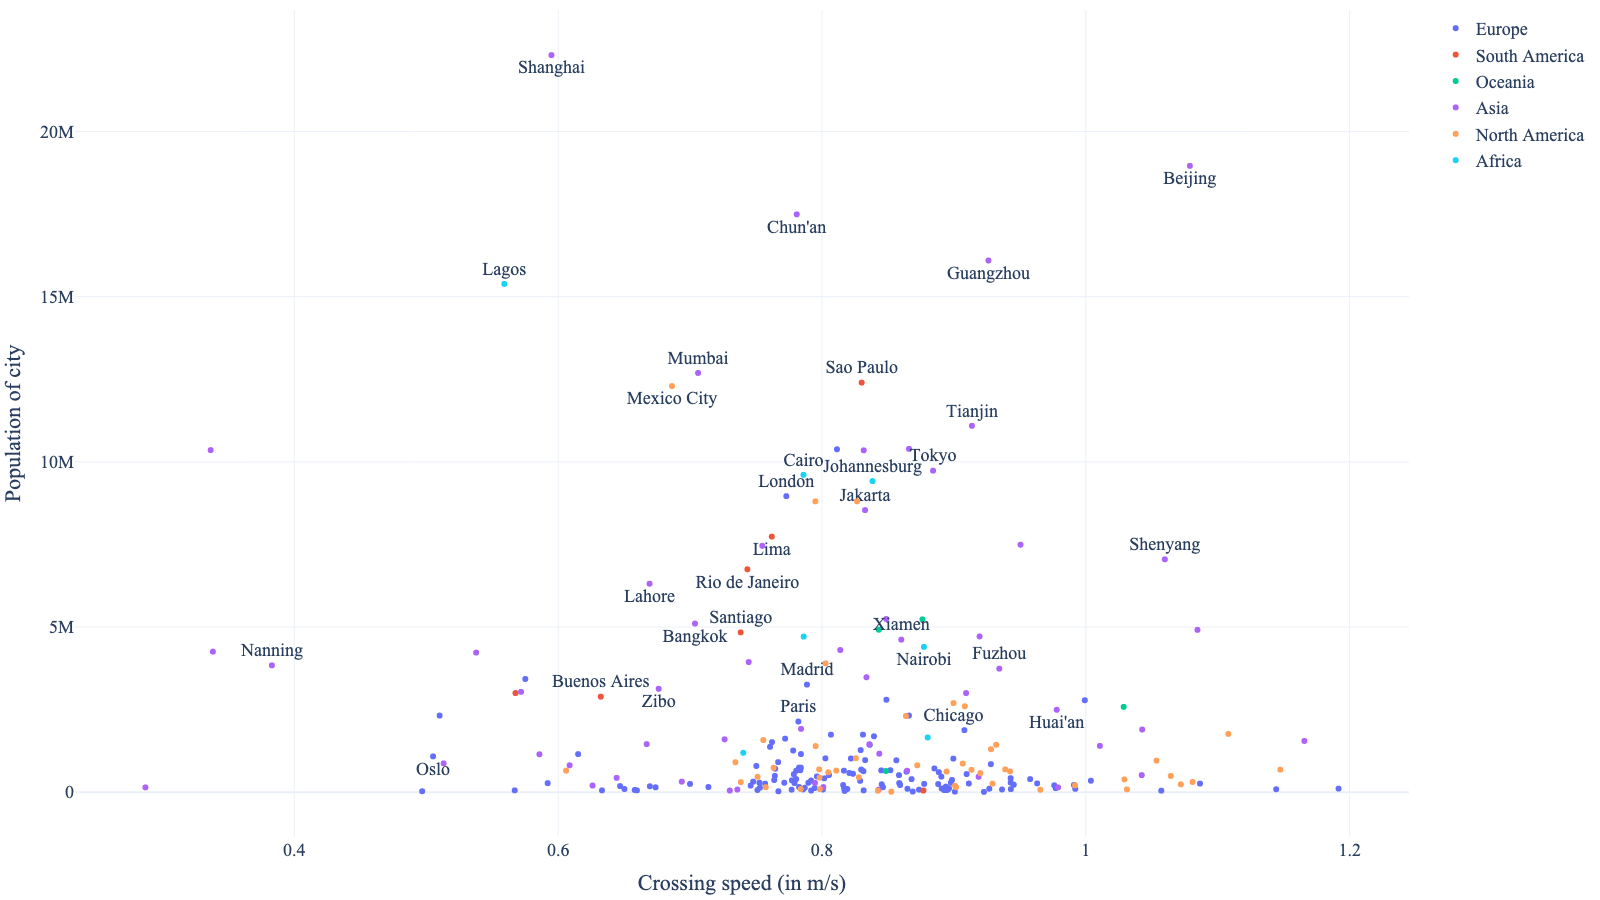 Europe
South America
Oceania
Asia
North America
Africa
Population of city
20M
15M
10M
5M
0
Shanghai
Beijing
Chun'an
Lagos
Guangzhou
Mumbai
Sao Paulo
Mexico City
Tianjin
Cairo
Johannesburg
Tokyo
London
Jakarta
Lima
Shenyang
Rio de Janeiro
Lahore
Santiago
Bangkok
Xiamen
Nanning
Nairobi
Fuzhou
Madrid
Buenos Aires
Zibo
Paris
Chicago
Huai'an
Oslo
0.4
0.6
0.8
1
1.2
Crossing speed (in m/s)